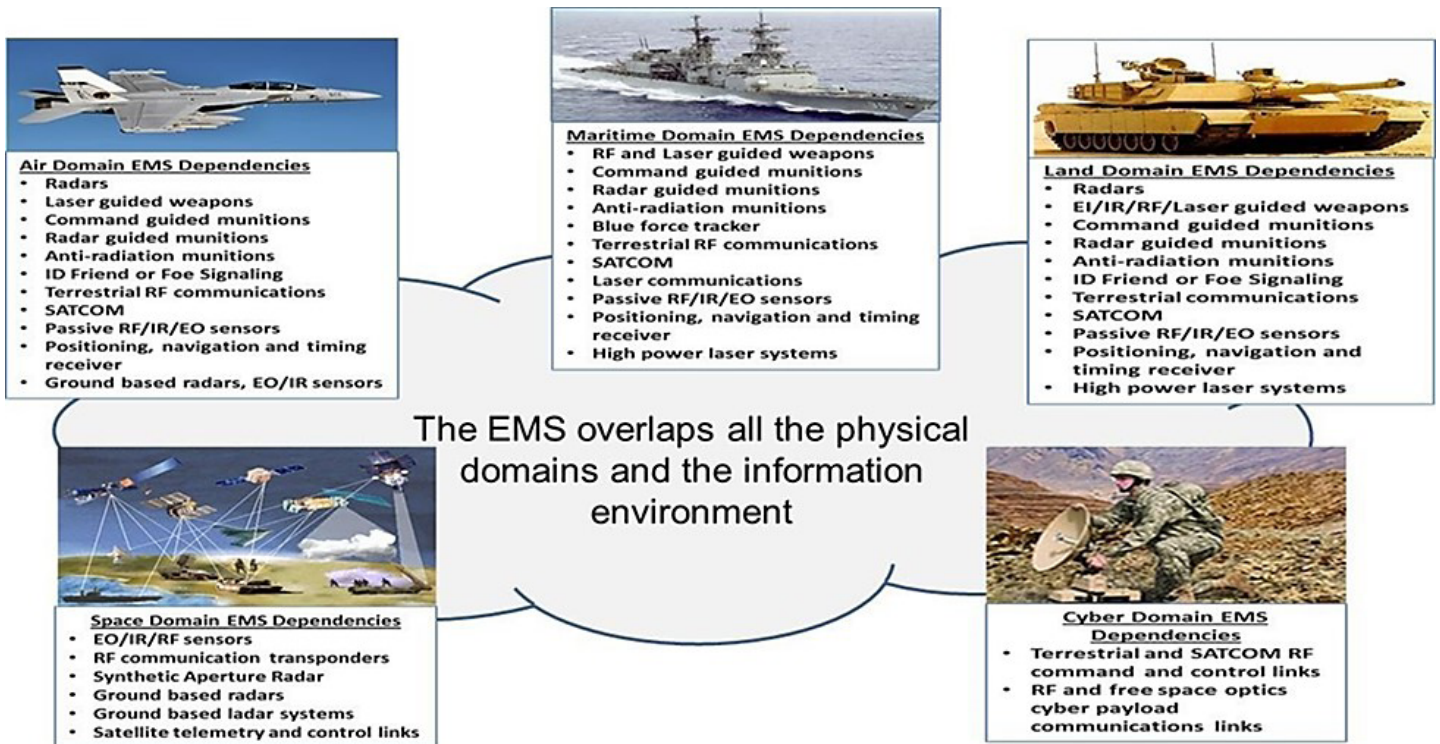 Air Domain EMS Dependencies
• Radars
• Laser guided weapons
• Command guided munitions
• Radar guided munitions
• Anti-radiation munitions
• ID Friend or Foe Signaling
• Terrestrial RF communications
• SATCOM
• Passive RF/IR/EO sensors
• Positioning, navigation and timing
receiver
• Ground based radars, EO/IR sensors
Maritime Domain EMS Dependencies
• RF and Laser guided weapons
• Command guided munitions
• Radar guided munitions
• Anti-radiation munitions
• Blue force tracker
• Terrestrial RF communications
• SATCOM
• Laser communications
• Passive RF/IR/EO sensors
• Positioning, navigation and timing
receiver
• High power laser systems
Land Domain EMS Dependencies
• Radars
• EI/IR/RF/Laser guided weapons
• Command guided munitions
• Radar guided munitions
• Anti-radiation munitions
• ID Friend or Foe Signaling
• Terrestrial communications
• SATCOM
• Passive RF/IR/EO sensors
• Positioning, navigation and
timing receiver
• High power laser systems
The EMS overlaps all the physical
domains and the information
environment
Space Domain EMS Dependencies
• EO/IR/RF sensors
• RF communication transponders
• Synthetic Aperture Radar
• Ground based radars
• Ground based ladar systems
• Satellite telemetry and control links
Cyber Domain EMS
Dependencies
• Terrestrial and SATCOM RF
command and control links
• RF and free space optics
cyber payload
communications links